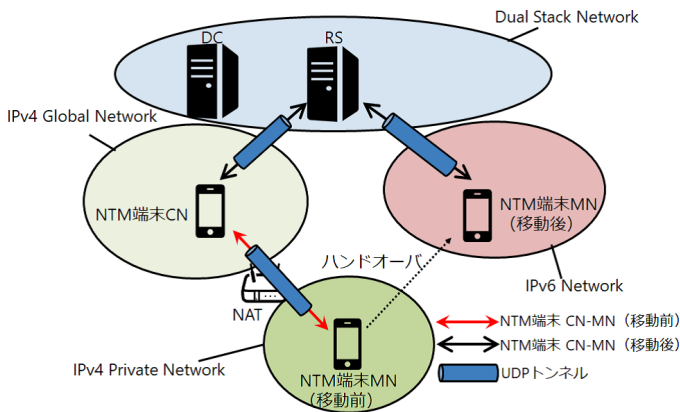 Dual Stack Network
DC
RS
IPv4 Global Network
NTM端末CN
NTM端末MN
（移動後）
ハンドオーバ
IPv6 Network
NAT
IPv4 Private Network
NTM端末MN
（移動前）
NTM端末 CN-MN（移動前）
NTM端末 CN-MN（移動後）
UDPトンネル